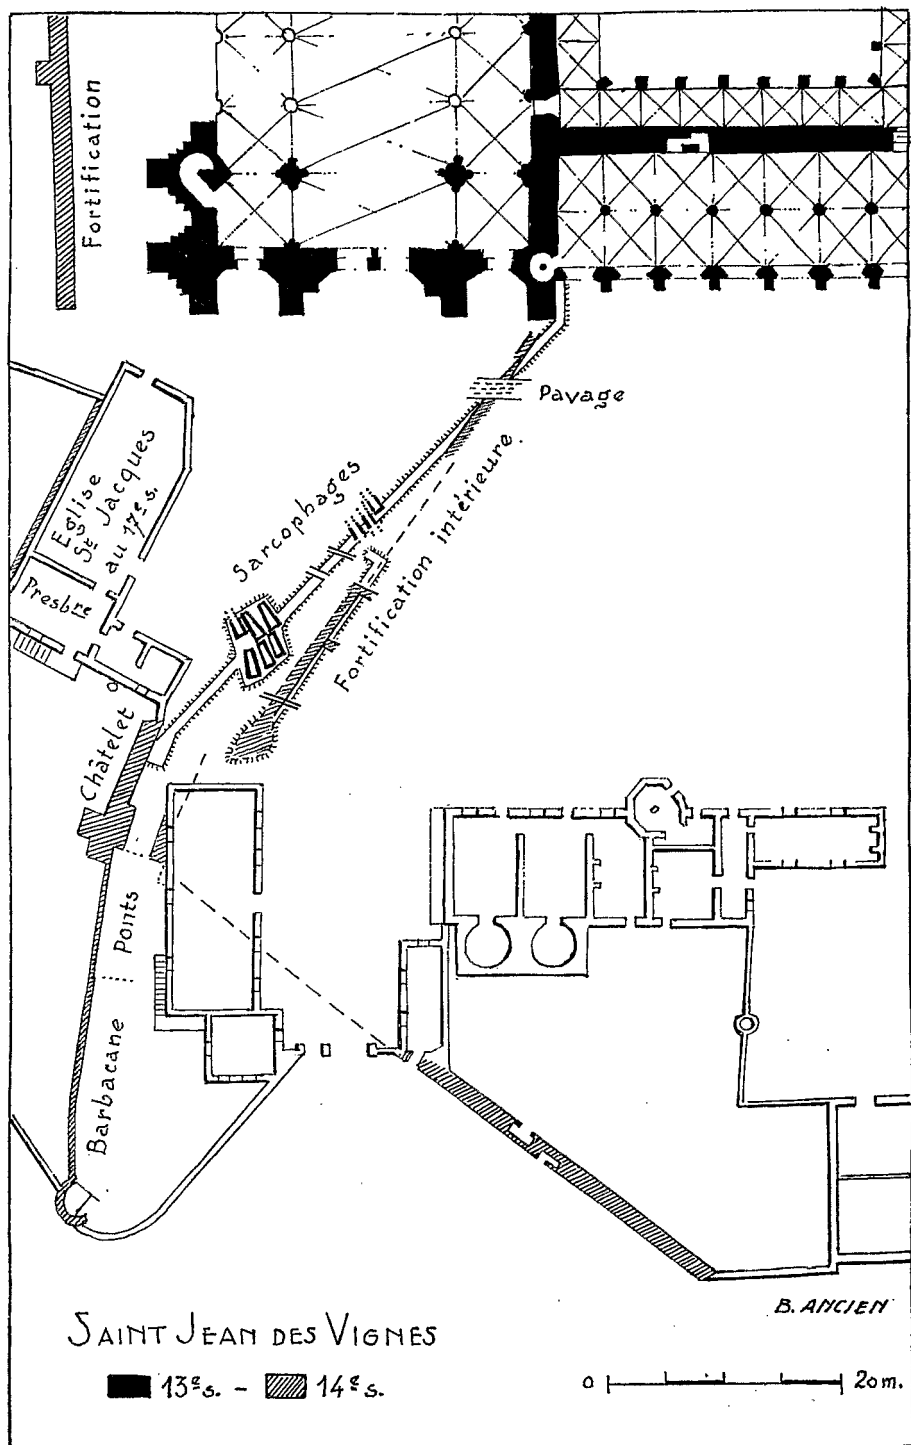 Fortification
Pavage
Eglise
St Jacques
au 17e s.
Sarcophages
Fortification intérieure.
Presbre
Châtelet
Ponts
Barbacane
B. ANCIEN
SAINT JEAN DES VIGNES
13e s. - 14e s.
0 20m.